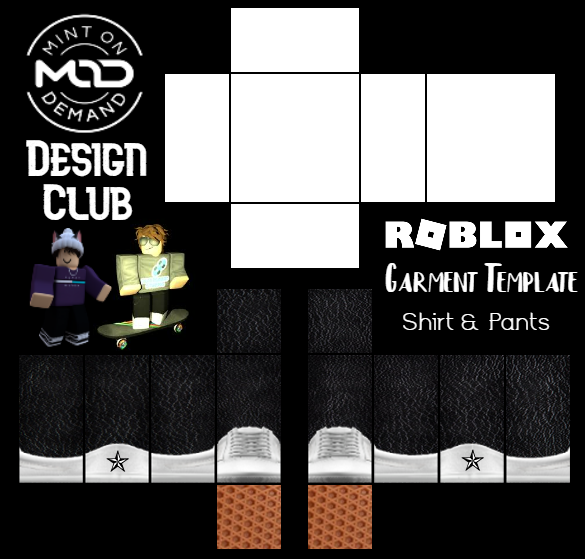 MINT ON
MOD
DEMAND
DESIGN
CLUB
ROBLOX
GARMENT TEMPLATE
Shirt & Pants